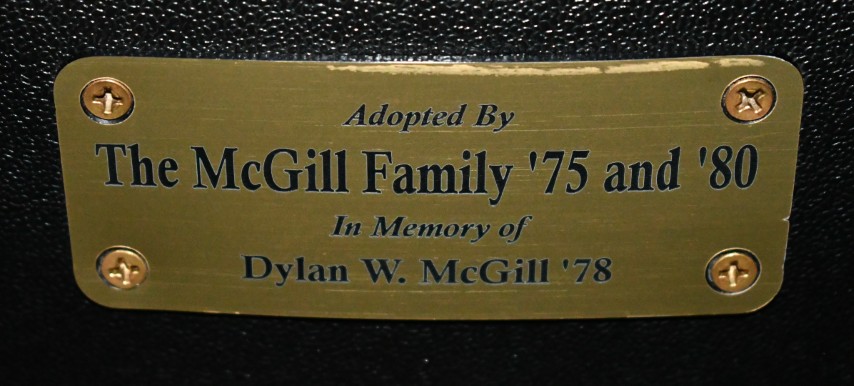 Adopted By
The McGill Family '75 and '80
In Memory of
Dylan W. McGill '78